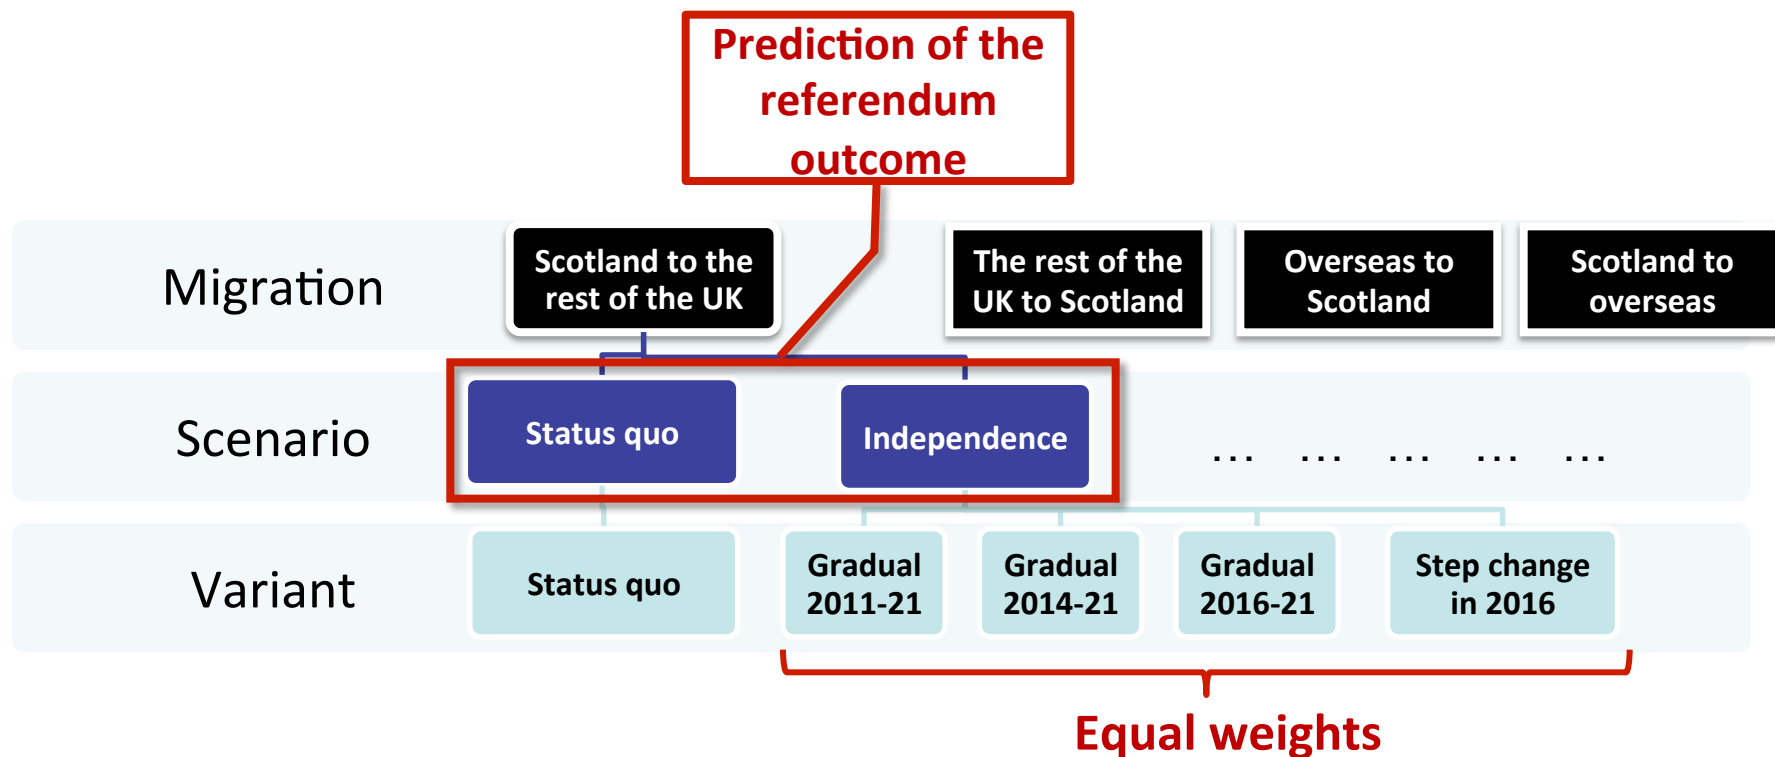 Prediction of the
referendum
outcome
Migration
Scotland to the
rest of the UK
The rest of the
UK to Scotland
Overseas to
Scotland
Scotland to
overseas
Scenario
Status quo
Independence
... ... ... ... ...
Variant
Status quo
Gradual
2011-21
Gradual
2014-21
Gradual
2016-21
Step change
in 2016
Equal weights